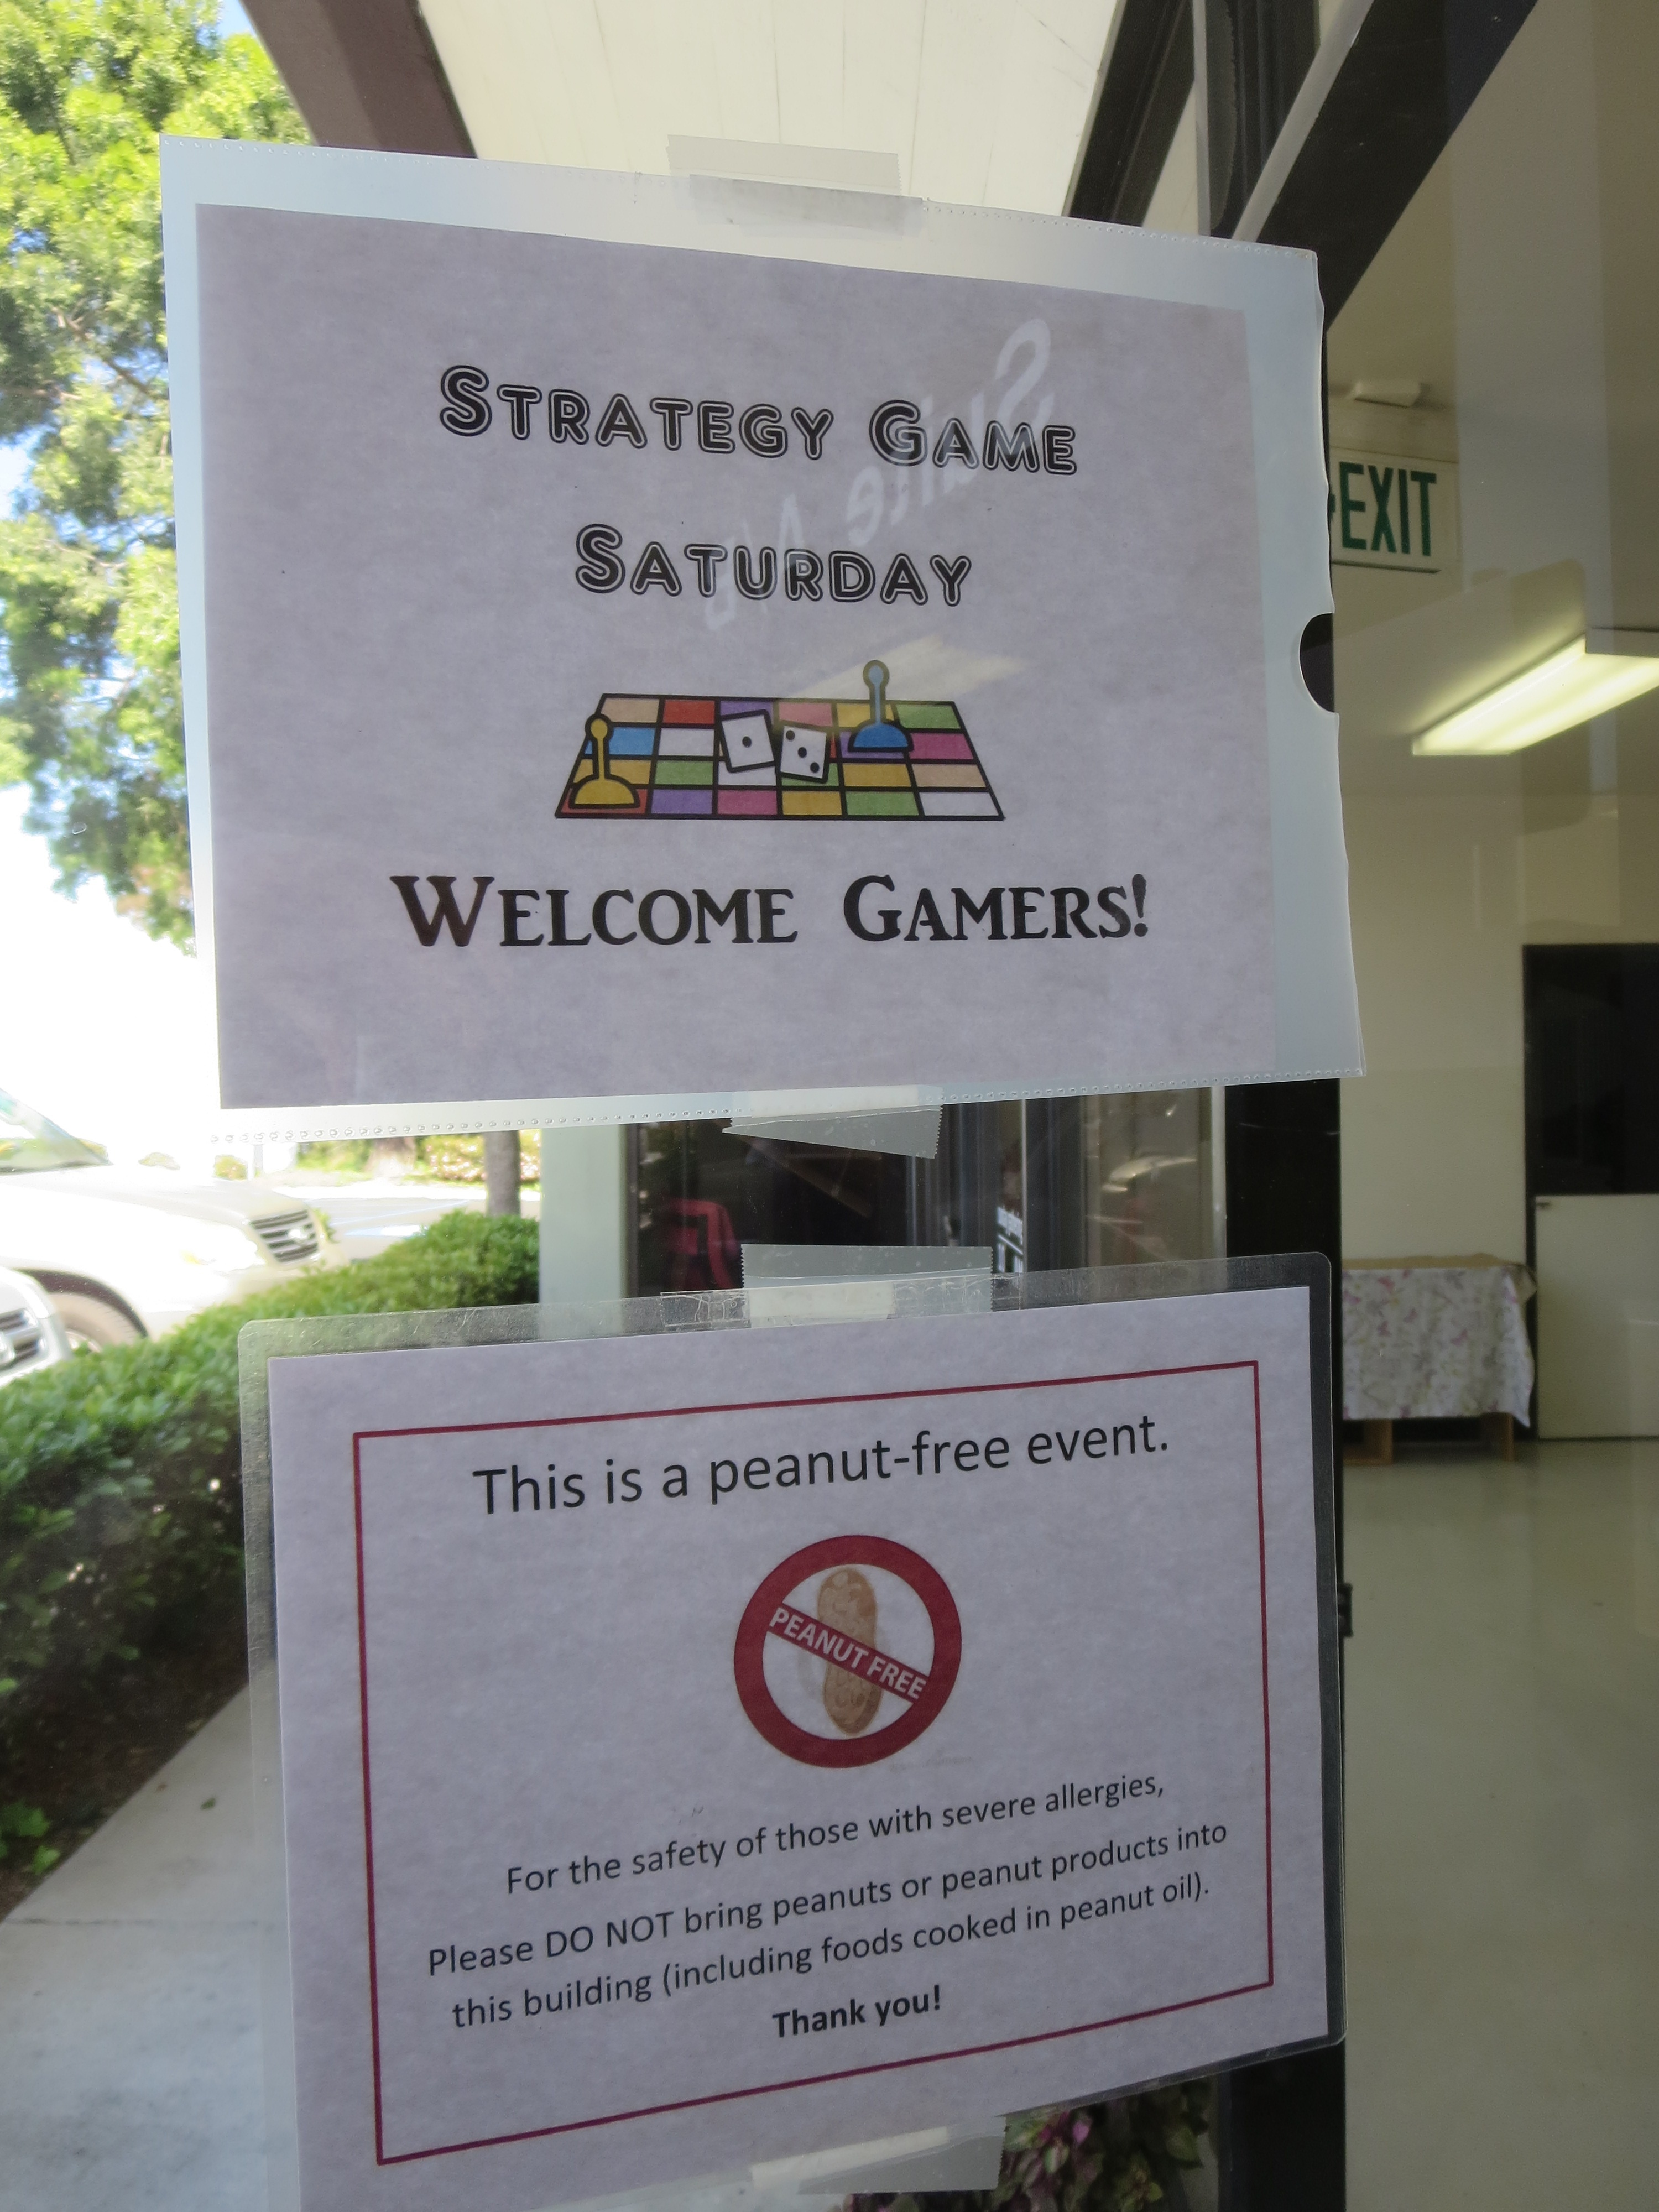 STRATEGY GAME
SATURDAY
WELCOME GAMERS!
EXIT
This is a peanut-free event.
PEANUT FREE
For the safety of those with severe allergies,
Please DO NOT bring peanuts or peanut products into
this building (including foods cooked in peanut oil).
Thank you!